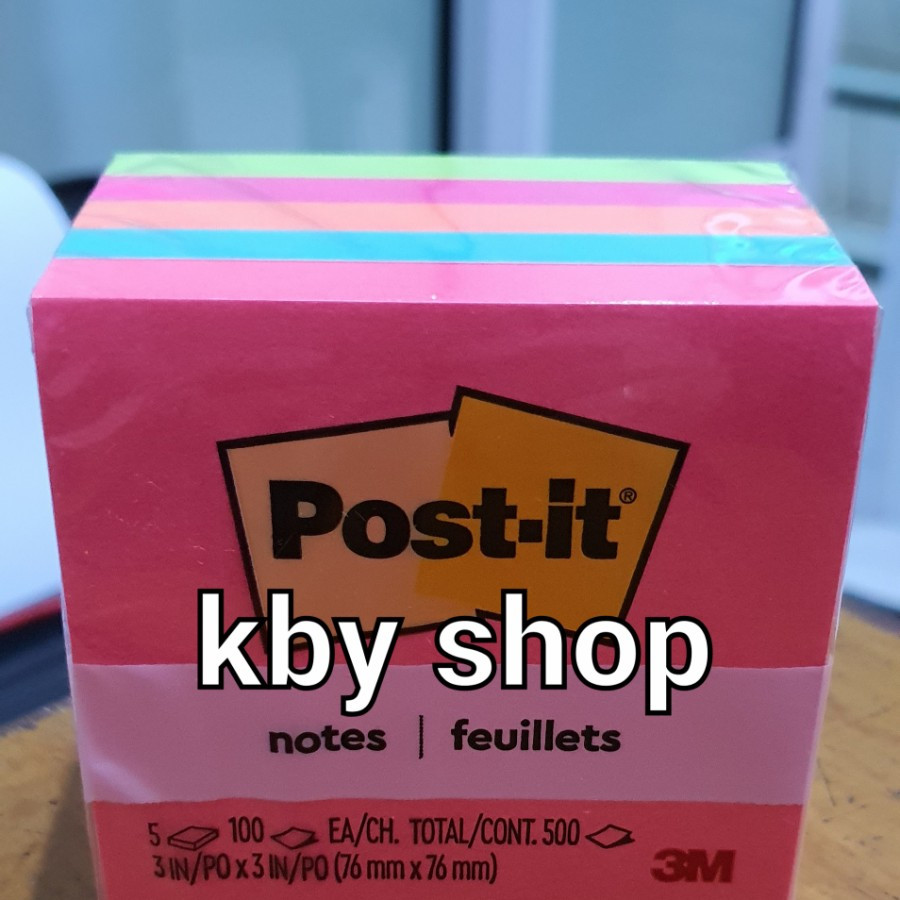 Post-it®
kby shop
notes | feuillets
5 100 EA/CH. TOTAL/CONT. 500
3 IN/PO x 3 IN/PO (76 mm x 76 mm)
3M